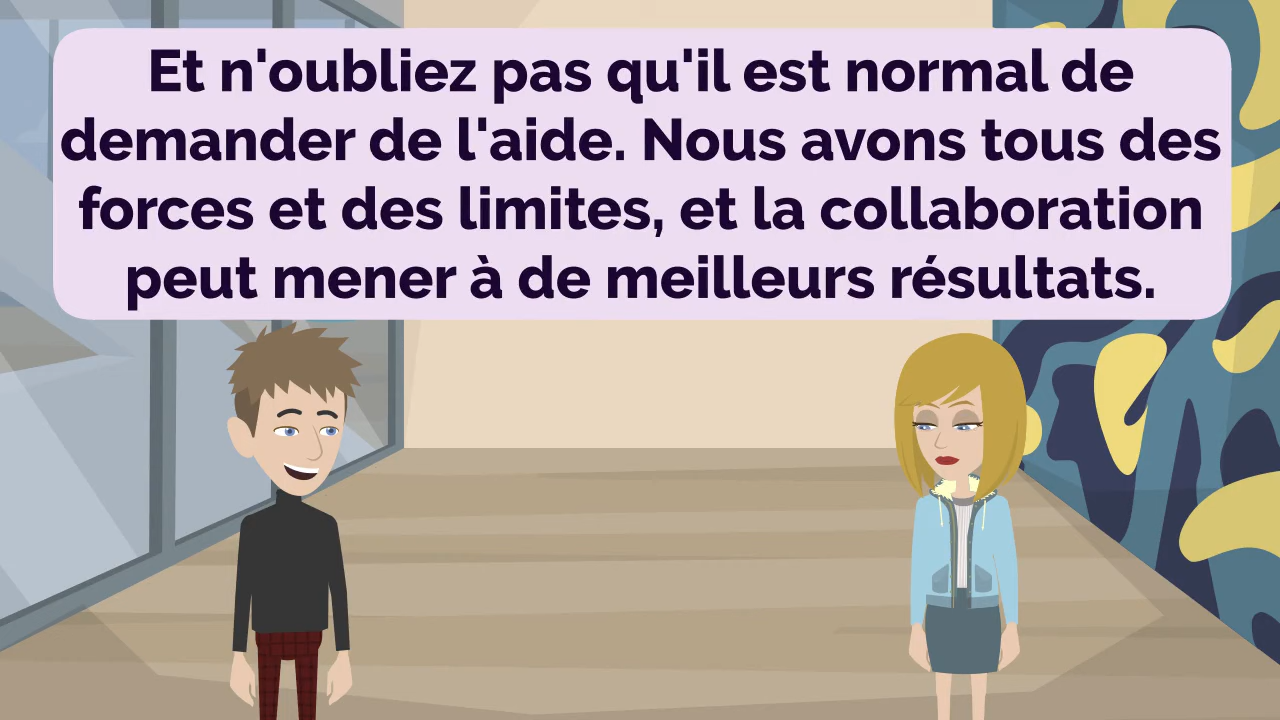 Et n'oubliez pas qu'il est normal de
demander de l'aide. Nous avons tous des
forces et des limites, et la collaboration
peut mener à de meilleurs résultats.